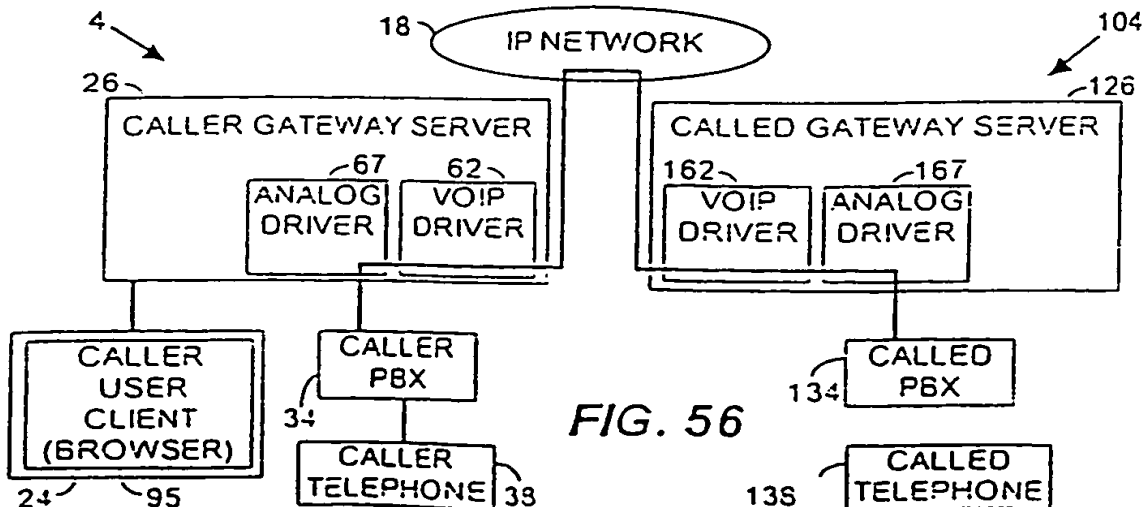 4
18
IP NETWORK
104
26
126
CALLER GATEWAY SERVER
CALLED GATEWAY SERVER
67
62
162
167
ANALOG
DRIVER
VOIP
DRIVER
VOIP
DRIVER
ANALOG
DRIVER
CALLER
USER
CLIENT
(BROWSER)
CALLER
PBX
34
CALLED
PBX
134
FIG. 56
CALLER
TELEPHONE
38
138
CALLED
TELEPHONE
24
95